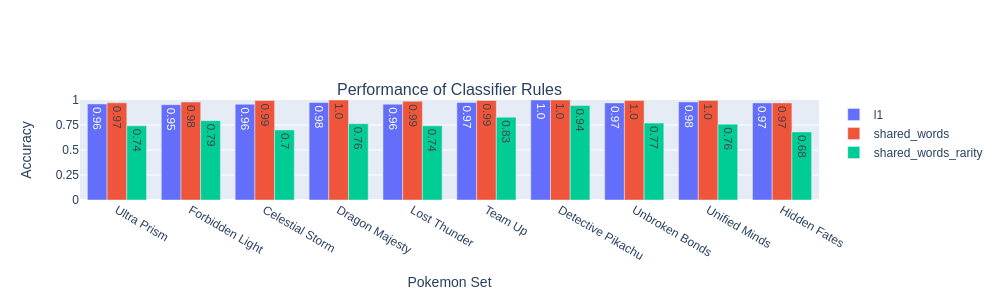 Performance of Classifier Rules
Accuracy
1
0.75
0.5
0.25
0
0.96 0.97 0.74
0.95 0.98 0.79
0.96 0.99 0.7
0.98 1.0 0.76
0.96 0.99 0.74
0.97 0.99 0.83
1.0 1.0 0.94
0.97 0.99 0.77
0.98 1.0 0.76
0.97 0.97 0.68
Ultra Prism
Forbidden Light
Celestial Storm
Dragon Majesty
Lost Thunder
Team Up
Detective Pikachu
Unbroken Bonds
Unified Minds
Hidden Fates
Pokemon Set
l1
shared_words
shared_words_rarity